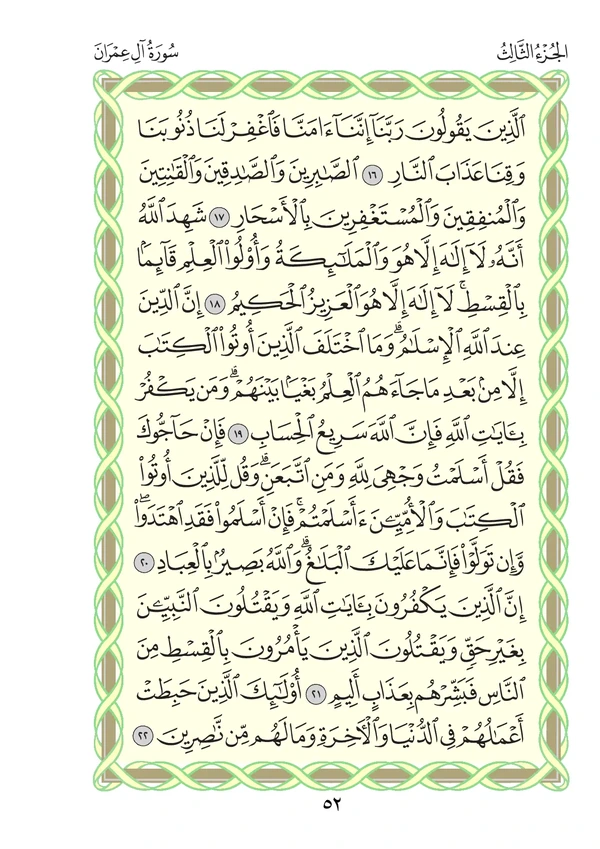 الجُزْءُ الثَّالِثُ
سُورَةُ آلِ عِمْرَانَ
ٱلَّذِينَ يَقُولُونَ رَبَّنَآ إِنَّنَآ ءَامَنَّا فَٱغْفِرْ لَنَا ذُنُوبَنَا
وَقِنَا عَذَابَ ٱلنَّارِ ١٦ ٱلصَّٰبِرِينَ وَٱلصَّٰدِقِينَ وَٱلْقَٰنِتِينَ
وَٱلْمُنفِقِينَ وَٱلْمُسْتَغْفِرِينَ بِٱلْأَسْحَارِ ١٧ شَهِدَ ٱللَّهُ
أَنَّهُۥ لَآ إِلَٰهَ إِلَّا هُوَ وَٱلْمَلَٰٓئِكَةُ وَأُو۟لُوا۟ ٱلْعِلْمِ قَآئِمَۢا
بِٱلْقِسْطِ ۚ لَآ إِلَٰهَ إِلَّا هُوَ ٱلْعَزِيزُ ٱلْحَكِيمُ ١٨ إِنَّ ٱلدِّينَ
عِندَ ٱللَّهِ ٱلْإِسْلَٰمُ ۗ وَمَا ٱخْتَلَفَ ٱلَّذِينَ أُوتُوا۟ ٱلْكِتَٰبَ
إِلَّا مِنۢ بَعْدِ مَا جَآءَهُمُ ٱلْعِلْمُ بَغْيَۢا بَيْنَهُمْ ۗ وَمَن يَكْفُرْ
بِـَٔايَٰتِ ٱللَّهِ فَإِنَّ ٱللَّهَ سَرِيعُ ٱلْحِسَابِ ١٩ فَإِنْ حَآجُّوكَ
فَقُلْ أَسْلَمْتُ وَجْهِىَ لِلَّهِ وَمَنِ ٱتَّبَعَنِ ۗ وَقُل لِّلَّذِينَ أُوتُوا۟
ٱلْكِتَٰبَ وَٱلْأُمِّيِّـۧنَ ءَأَسْلَمْتُمْ ۚ فَإِنْ أَسْلَمُوا۟ فَقَدِ ٱهْتَدَوا۟ ۖ
وَّإِن تَوَلَّوْا۟ فَإِنَّمَا عَلَيْكَ ٱلْبَلَٰغُ ۗ وَٱللَّهُ بَصِيرٌۢ بِٱلْعِبَادِ ٢٠
إِنَّ ٱلَّذِينَ يَكْفُرُونَ بِـَٔايَٰتِ ٱللَّهِ وَيَقْتُلُونَ ٱلنَّبِيِّـۧنَ
بِغَيْرِ حَقٍّ وَيَقْتُلُونَ ٱلَّذِينَ يَأْمُرُونَ بِٱلْقِسْطِ مِنَ
ٱلنَّاسِ فَبَشِّرْهُم بِعَذَابٍ أَلِيمٍ ٢١ أُو۟لَٰٓئِكَ ٱلَّذِينَ حَبِطَتْ
أَعْمَٰلُهُمْ فِى ٱلدُّنْيَا وَٱلْءَاخِرَةِ وَمَا لَهُم مِّن نَّٰصِرِينَ ٢٢
٥٢